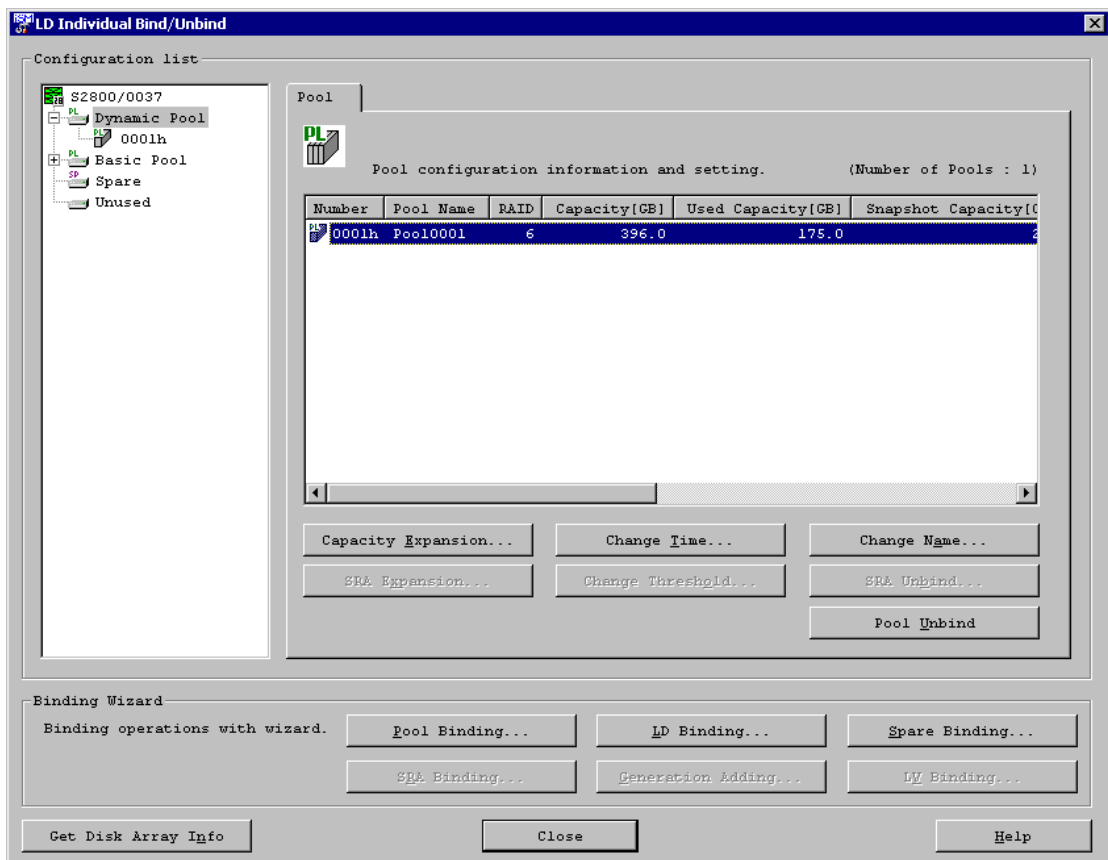 LD Individual Bind/Unbind
Configuration list
S2800/0037
Dynamic Pool
0001h
Basic Pool
Spare
Unused
Pool
Pool configuration information and setting. (Number of Pools : 1)
Number Pool Name RAID Capacity[GB] Used Capacity[GB] Snapshot Capacity[
0001h Pool0001 6 396.0 175.0
Capacity Expansion... Change Time... Change Name...
SRA Expansion... Change Threshold... SRA Unbind...
Pool Unbind
Binding Wizard
Binding operations with wizard. Pool Binding... LD Binding... Spare Binding...
SRA Binding... Generation Adding... LV Binding...
Get Disk Array Info Close Help